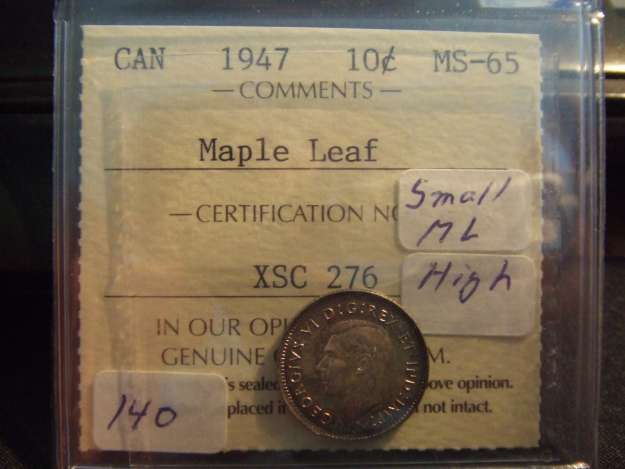 CAN 1947 10¢ MS-65
— COMMENTS —
Maple Leaf
— CERTIFICATION NO
Small
ML
XSC 276
High
IN OUR OPI
GENUINE M.
is sealed ove opinion.
placed i not intact.
140
GEORGIVS VI D:G:REX ET IND:IMP: